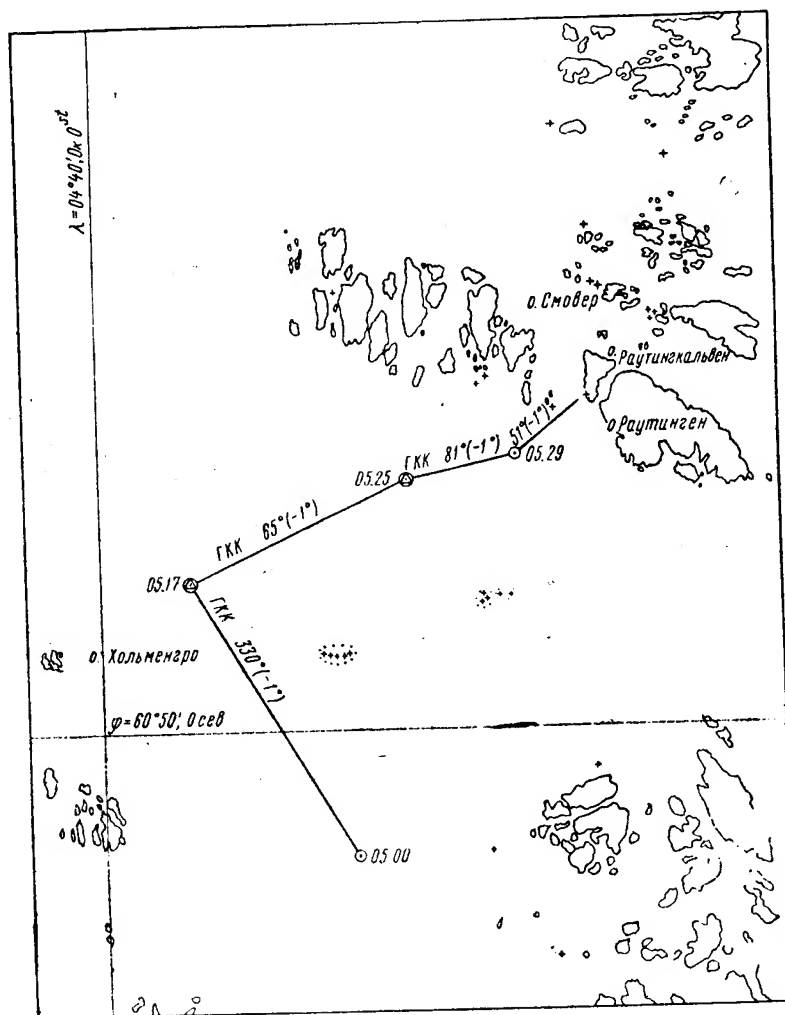 λ=04°40',0к 0st
о. Смовер
о. Раутингкальвен
о Раутинген
51°(-1°)
ГКК 81°(-1°)
05.29
05.25
ГКК 65°(-1°)
05.17
ГКК 330°(-1°)
о. Хольменгро
φ=60°50',0 сев
05.00